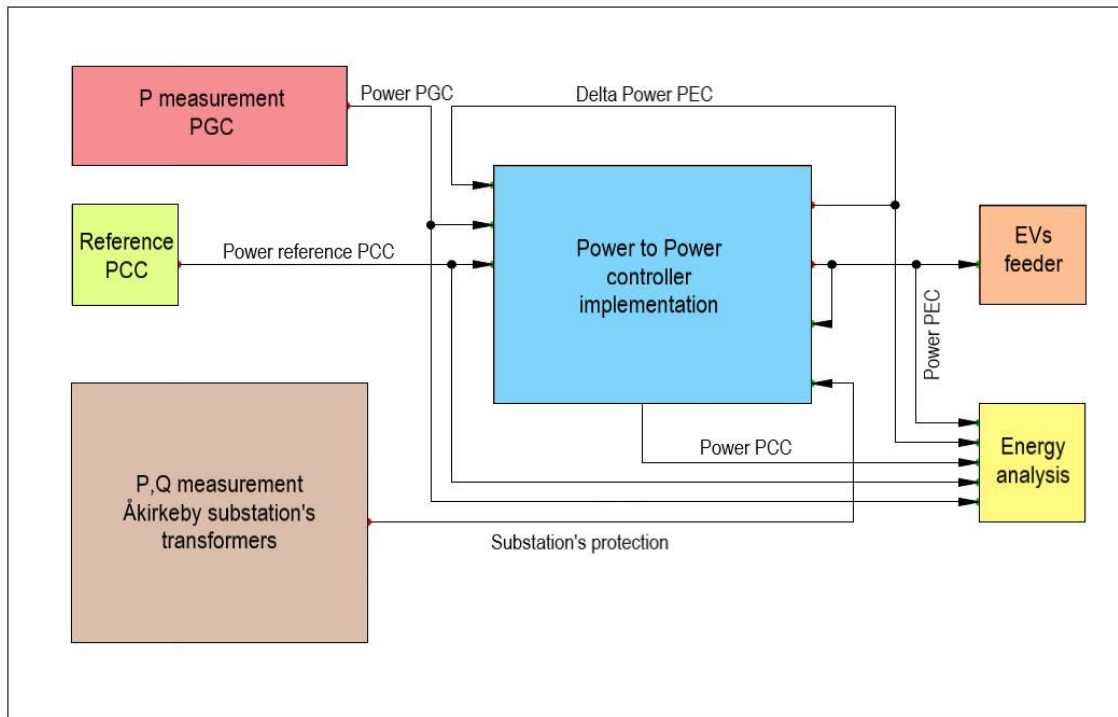 P measurement
PGC
Power PGC
Delta Power PEC
Reference
PCC
Power reference PCC
Power to Power
controller
implementation
EVs
feeder
Power PEC
P,Q measurement
Åkirkeby substation's
transformers
Power PCC
Energy
analysis
Substation's protection